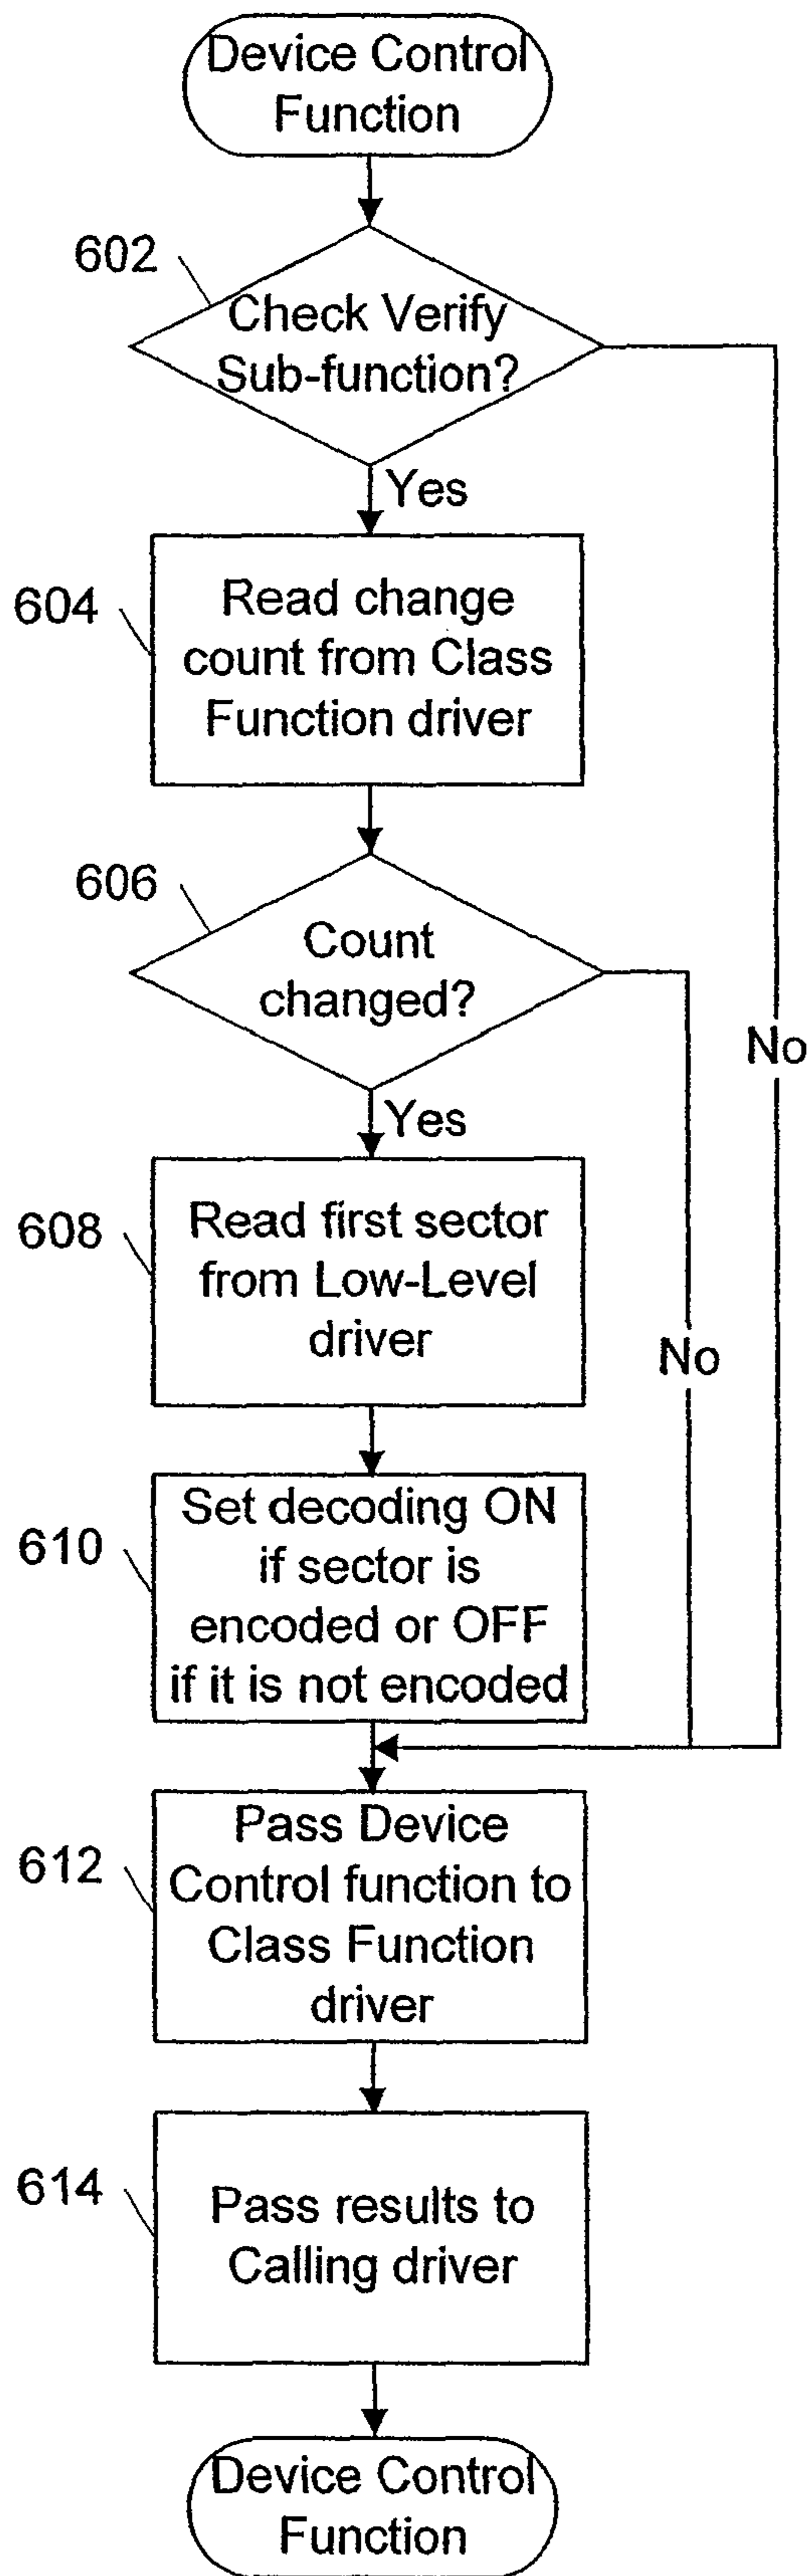 Device Control
Function
602
Check Verify
Sub-function?
Yes
604
Read change
count from Class
Function driver
606
Count
changed?
No
Yes
608
Read first sector
from Low-Level
driver
No
610
Set decoding ON
if sector is
encoded or OFF
if it is not encoded
612
Pass Device
Control function to
Class Function
driver
614
Pass results to
Calling driver
Device Control
Function